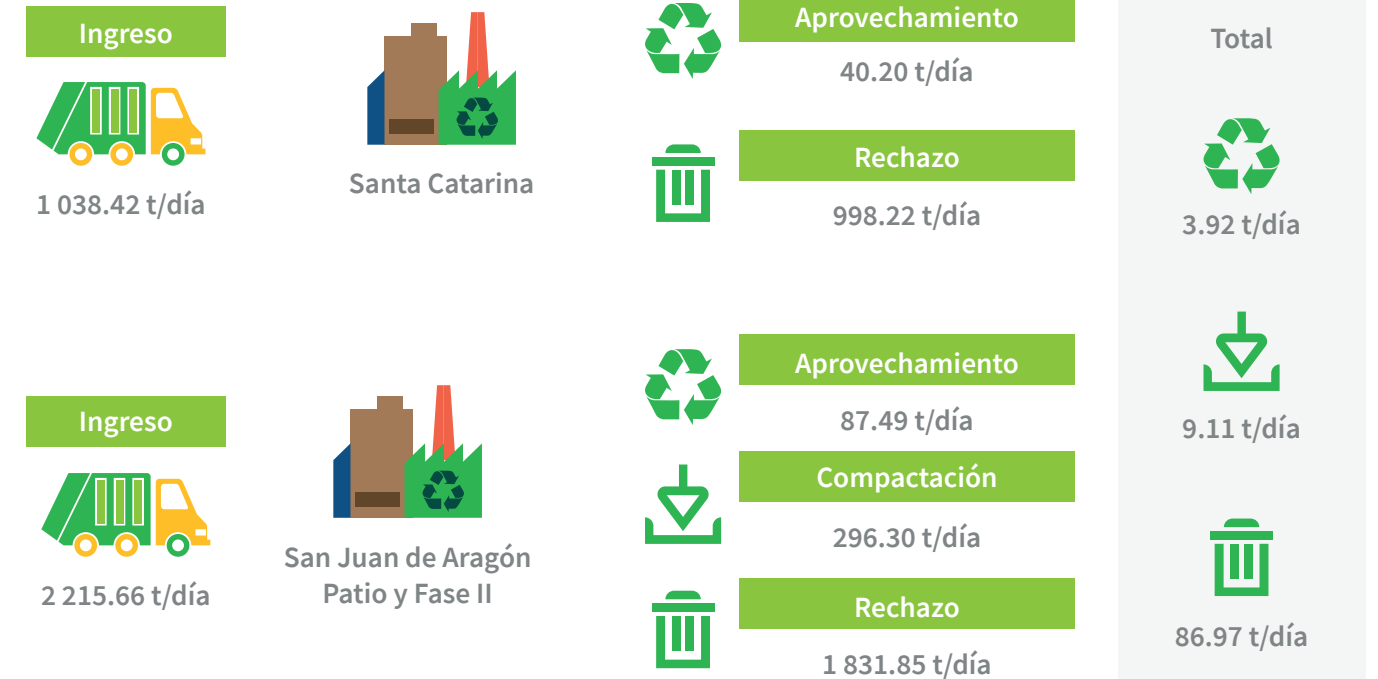 Ingreso
1 038.42 t/día
Santa Catarina
Aprovechamiento
40.20 t/día
Rechazo
998.22 t/día
Ingreso
2 215.66 t/día
San Juan de Aragón
Patio y Fase II
Aprovechamiento
87.49 t/día
Compactación
296.30 t/día
Rechazo
1 831.85 t/día
Total
3.92 t/día
9.11 t/día
86.97 t/día